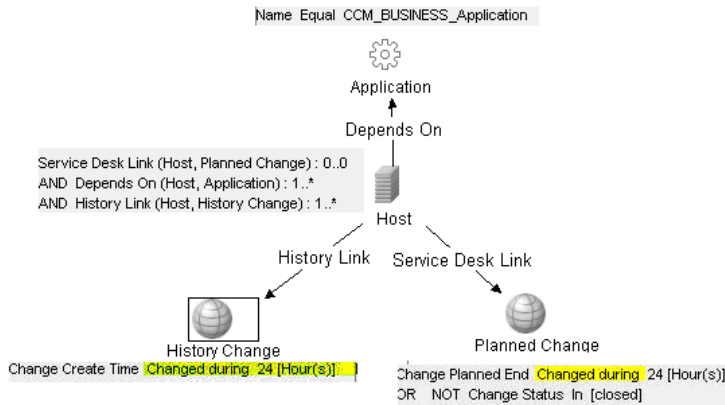 Name Equal CCM_BUSINESS_Application
Application
Depends On
Service Desk Link (Host, Planned Change) : 0..0
AND Depends On (Host, Application) : 1..*
AND History Link (Host, History Change) : 1..*
Host
History Link
Service Desk Link
History Change
Planned Change
Change Create Time Changed during 24 [Hour(s)]
Change Planned End Changed during 24 [Hour(s)]
OR NOT Change Status In [closed]